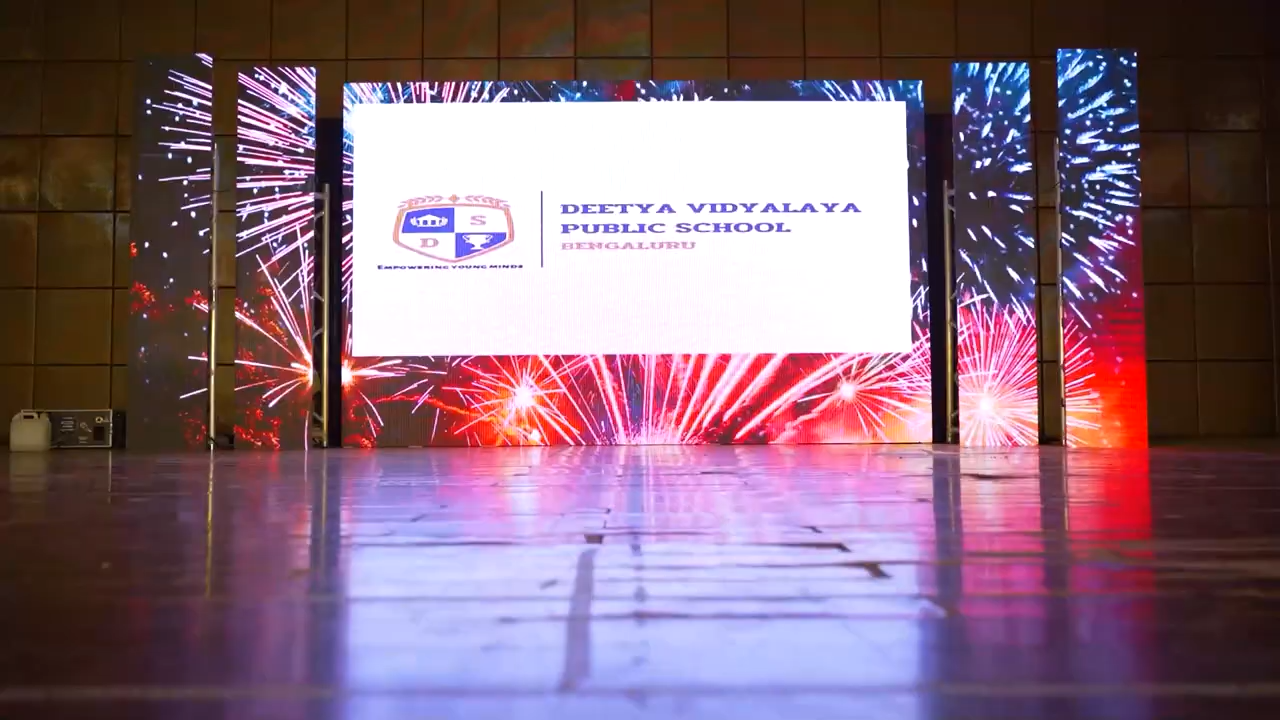 S
D
EMPOWERING YOUNG MINDS
DEETYA VIDYALAYA
PUBLIC SCHOOL
BENGALURU